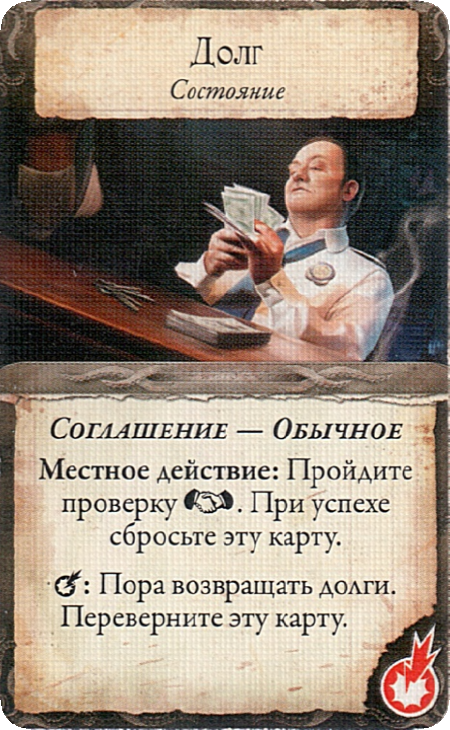 Долг
Состояние
Соглашение — Обычное
Местное действие: Пройдите
проверку . При успехе
сбросьте эту карту.
: Пора возвращать долги.
Переверните эту карту.